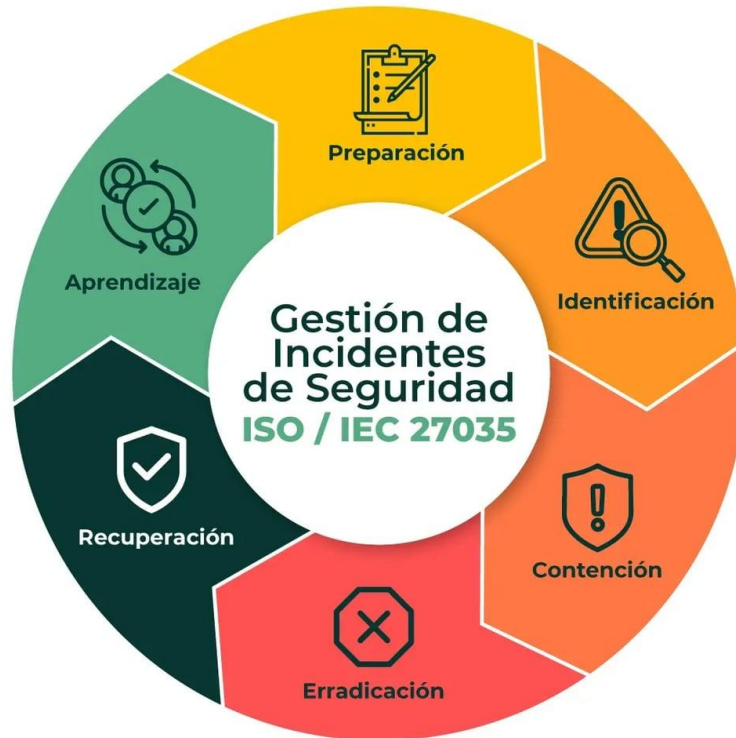 Preparación
Identificación
Contención
Erradicación
Recuperación
Aprendizaje
Gestión de
Incidentes
de Seguridad
ISO / IEC 27035